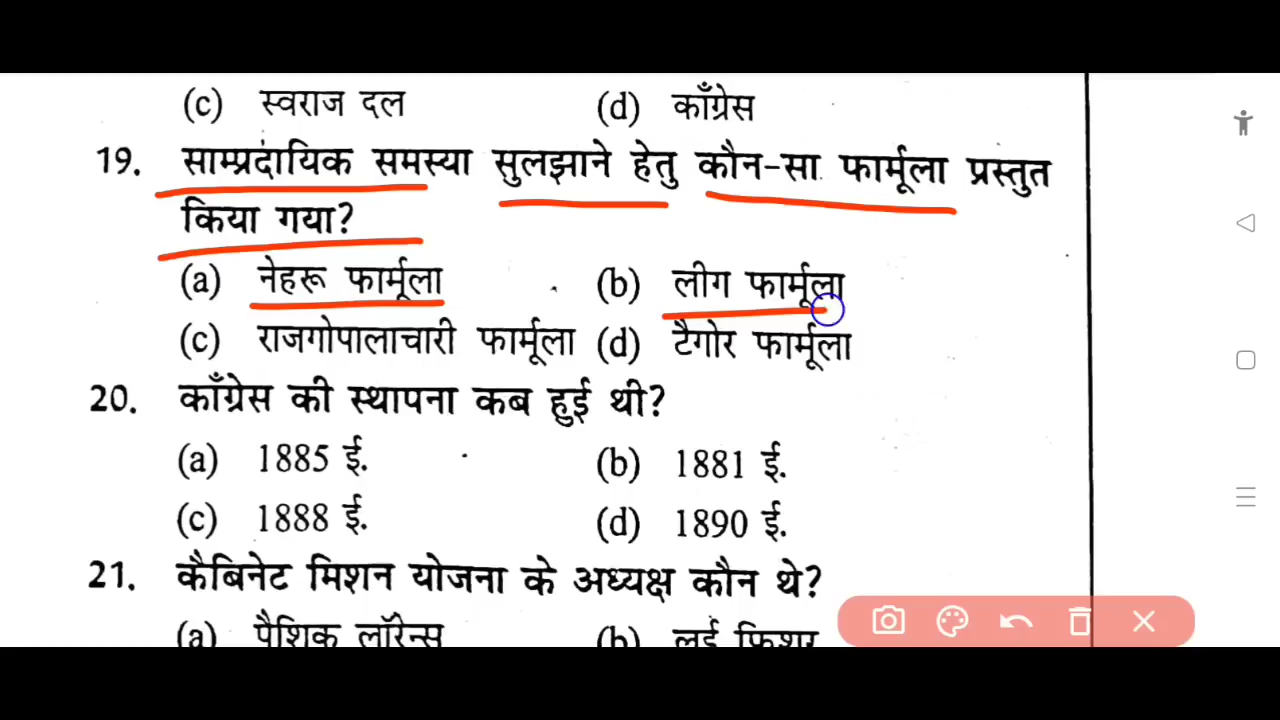 (c) स्वराज दल (d) काँग्रेस
19. साम्प्रदायिक समस्या सुलझाने हेतु कौन-सा फार्मूला प्रस्तुत
किया गया?
(a) नेहरू फार्मूला (b) लीग फार्मूला
(c) राजगोपालाचारी फार्मूला (d) टैगोर फार्मूला
20. काँग्रेस की स्थापना कब हुई थी?
(a) 1885 ई. (b) 1881 ई.
(c) 1888 ई. (d) 1890 ई.
21. कैबिनेट मिशन योजना के अध्यक्ष कौन थे?
(a) पैथिक लॉरेन्स (b) लुई फिशर